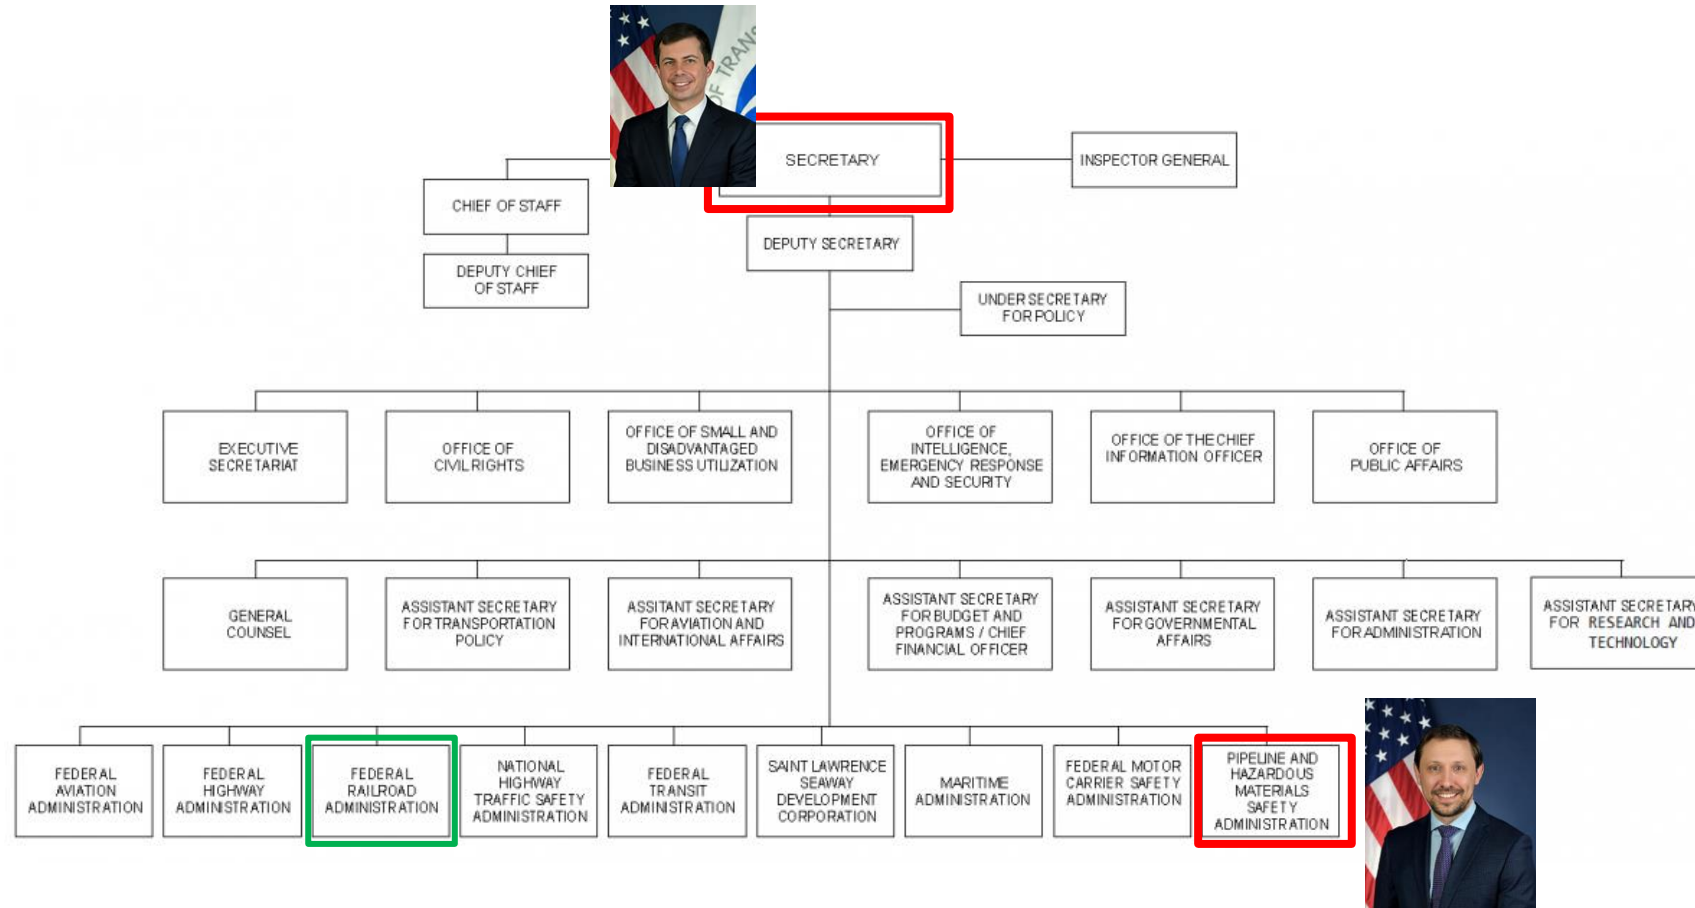 OF TRANS
SECRETARY
INSPECTOR GENERAL
CHIEF OF STAFF
DEPUTY SECRETARY
DEPUTY CHIEF
OF STAFF
UNDER SECRETARY
FOR POLICY
EXECUTIVE
SECRETARIAT
OFFICE OF
CIVIL RIGHTS
OFFICE OF SMALL AND
DISADVANTAGED
BUSINESS UTILIZATION
OFFICE OF
INTELLIGENCE,
EMERGENCY RESPONSE
AND SECURITY
OFFICE OF THE CHIEF
INFORMATION OFFICER
OFFICE OF
PUBLIC AFFAIRS
GENERAL
COUNSEL
ASSISTANT SECRETARY
FOR TRANSPORTATION
POLICY
ASSITANT SECRETARY
FOR AVIATION AND
INTERNATIONAL AFFAIRS
ASSISTANT SECRETARY
FOR BUDGET AND
PROGRAMS / CHIEF
FINANCIAL OFFICER
ASSISTANT SECRETARY
FOR GOVERNMENTAL
AFFAIRS
ASSISTANT SECRETARY
FOR ADMINISTRATION
ASSISTANT SECRETARY
FOR RESEARCH AND
TECHNOLOGY
FEDERAL
AVIATION
ADMINISTRATION
FEDERAL
HIGHWAY
ADMINISTRATION
FEDERAL
RAILROAD
ADMINISTRATION
NATIONAL
HIGHWAY
TRAFFIC SAFETY
ADMINISTRATION
FEDERAL
TRANSIT
ADMINISTRATION
SAINT LAWRENCE
SEAWAY
DEVELOPMENT
CORPORATION
MARITIME
ADMINISTRATION
FEDERAL MOTOR
CARRIER SAFETY
ADMINISTRATION
PIPELINE AND
HAZARDOUS
MATERIALS
SAFETY
ADMINISTRATION